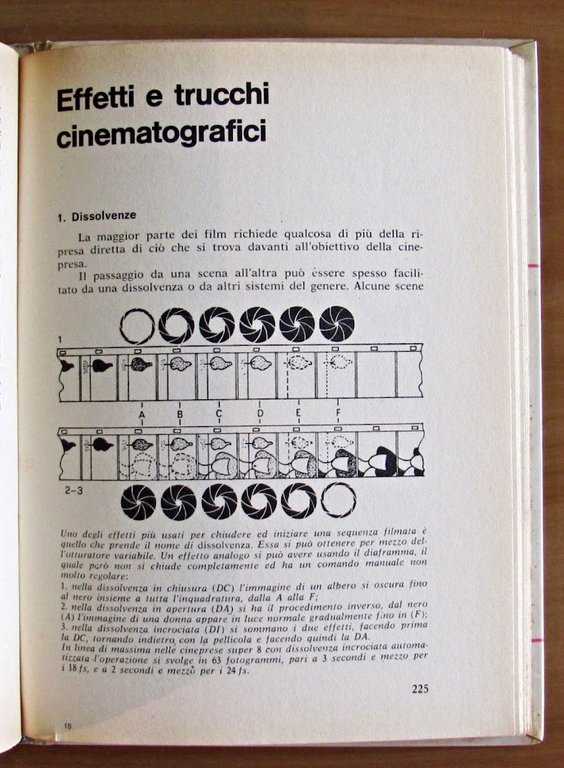 Effetti e trucchi
cinematografici
1. Dissolvenze
La maggior parte dei film richiede qualcosa di più della ri-
presa diretta di ciò che si trova davanti all'obiettivo della cine-
presa.
Il passaggio da una scena all'altra può essere spesso facili-
tato da una dissolvenza o da altri sistemi del genere. Alcune scene
1
A B C D E F
2-3
Uno degli effetti più usati per chiudere ed iniziare una sequenza filmata è
quello che prende il nome di dissolvenza. Essa si può ottenere per mezzo del-
l'otturatore variabile. Un effetto analogo si può avere usando il diaframma, il
quale però non si chiude completamente ed ha un comando manuale non
molto regolare:
1. nella dissolvenza in chiusura (DC) l'immagine di un albero si oscura fino
al nero insieme a tutta l'inquadratura, dalla A alla F;
2. nella dissolvenza in apertura (DA) si ha il procedimento inverso, dal nero
(A) l'immagine di una donna appare in luce normale gradualmente fino in (F);
3. nella dissolvenza incrociata (DI) si sommano i due effetti, facendo prima
la DC, tornando indietro con la pellicola e facendo quindi la DA.
In linea di massima nelle cineprese super 8 con dissolvenza incrociata automa-
tizzata l'operazione si svolge in 63 fotogrammi, pari a 3 secondi e mezzo per
i 18 fs, e a 2 secondi e mezzo per i 24 fs.
225
15